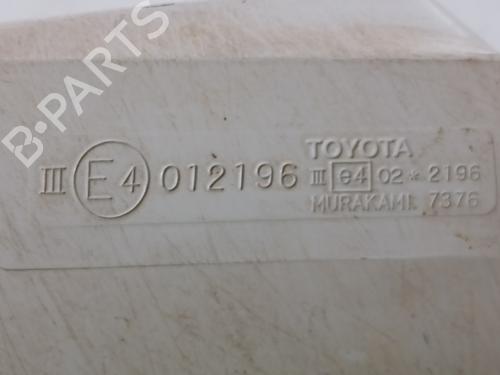 B-PARTS
III E4 012196
TOYOTA
III e4 02 * 2196
MURAKAMI 7376